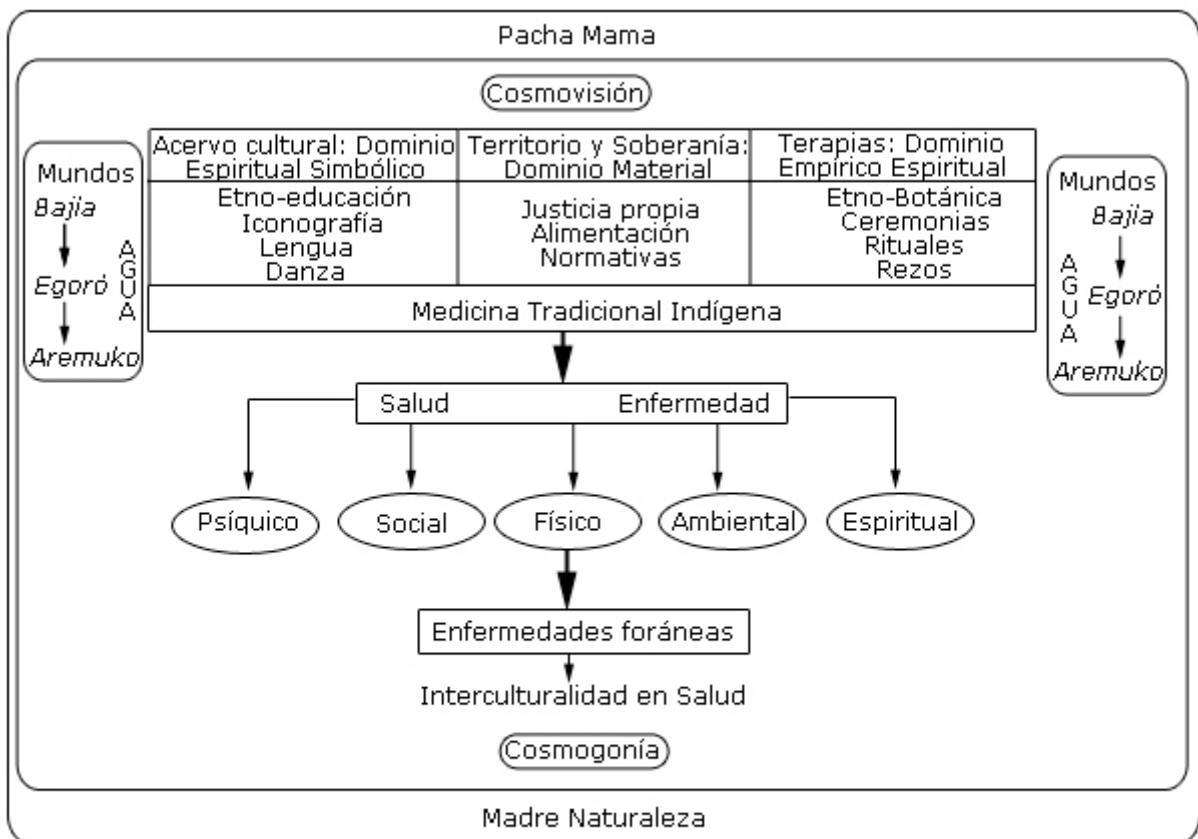 Pacha Mama
Cosmovisión
Mundos
Bajia
Egoró
Aremuko
AGUA
Acervo cultural: Dominio
Espiritual Simbólico
Etno-educación
Iconografía
Lengua
Danza
Territorio y Soberanía:
Dominio Material
Justicia propia
Alimentación
Normativas
Terapias: Dominio
Empírico Espiritual
Etno-Botánica
Ceremonias
Rituales
Rezos
Mundos
Bajia
Egoró
Aremuko
AGUA
Medicina Tradicional Indígena
Salud Enfermedad
Psíquico Social Físico Ambiental Espiritual
Enfermedades foráneas
Interculturalidad en Salud
Cosmogonía
Madre Naturaleza